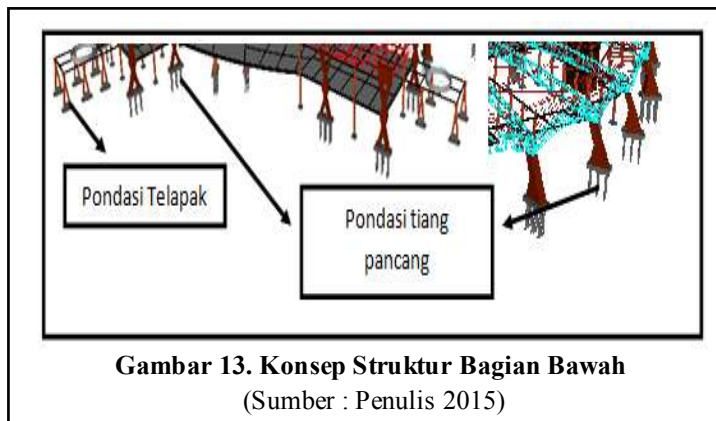 Pondasi Telapak
Pondasi tiang
pancang
Gambar 13. Konsep Struktur Bagian Bawah
(Sumber : Penulis 2015)